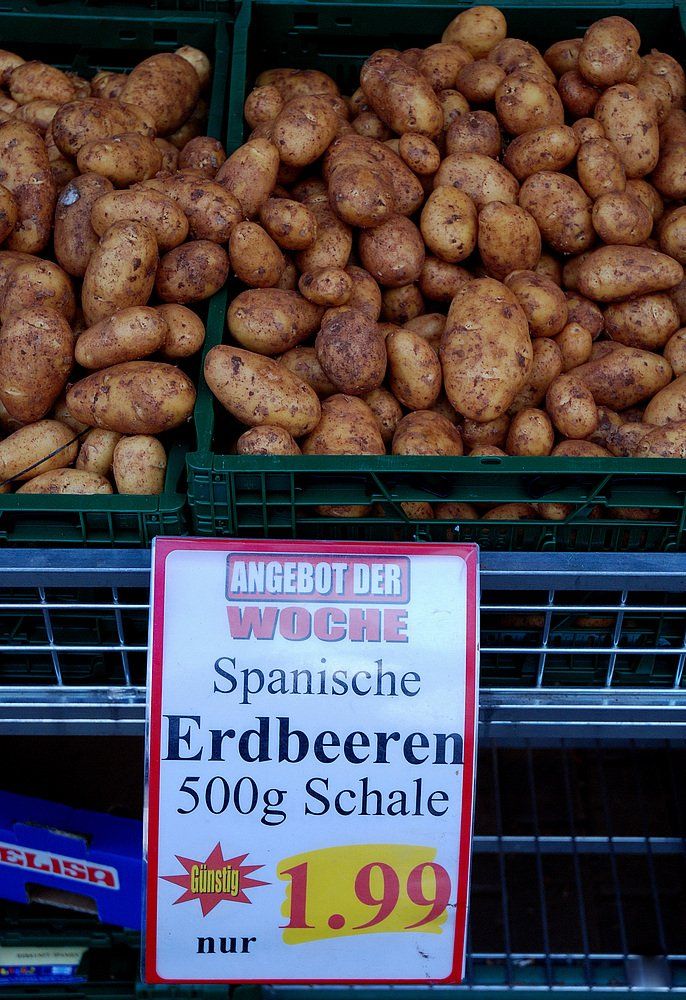 ANGEBOT DER
WOCHE
Spanische
Erdbeeren
500g Schale
Günstig
1.99
nur
ELISA